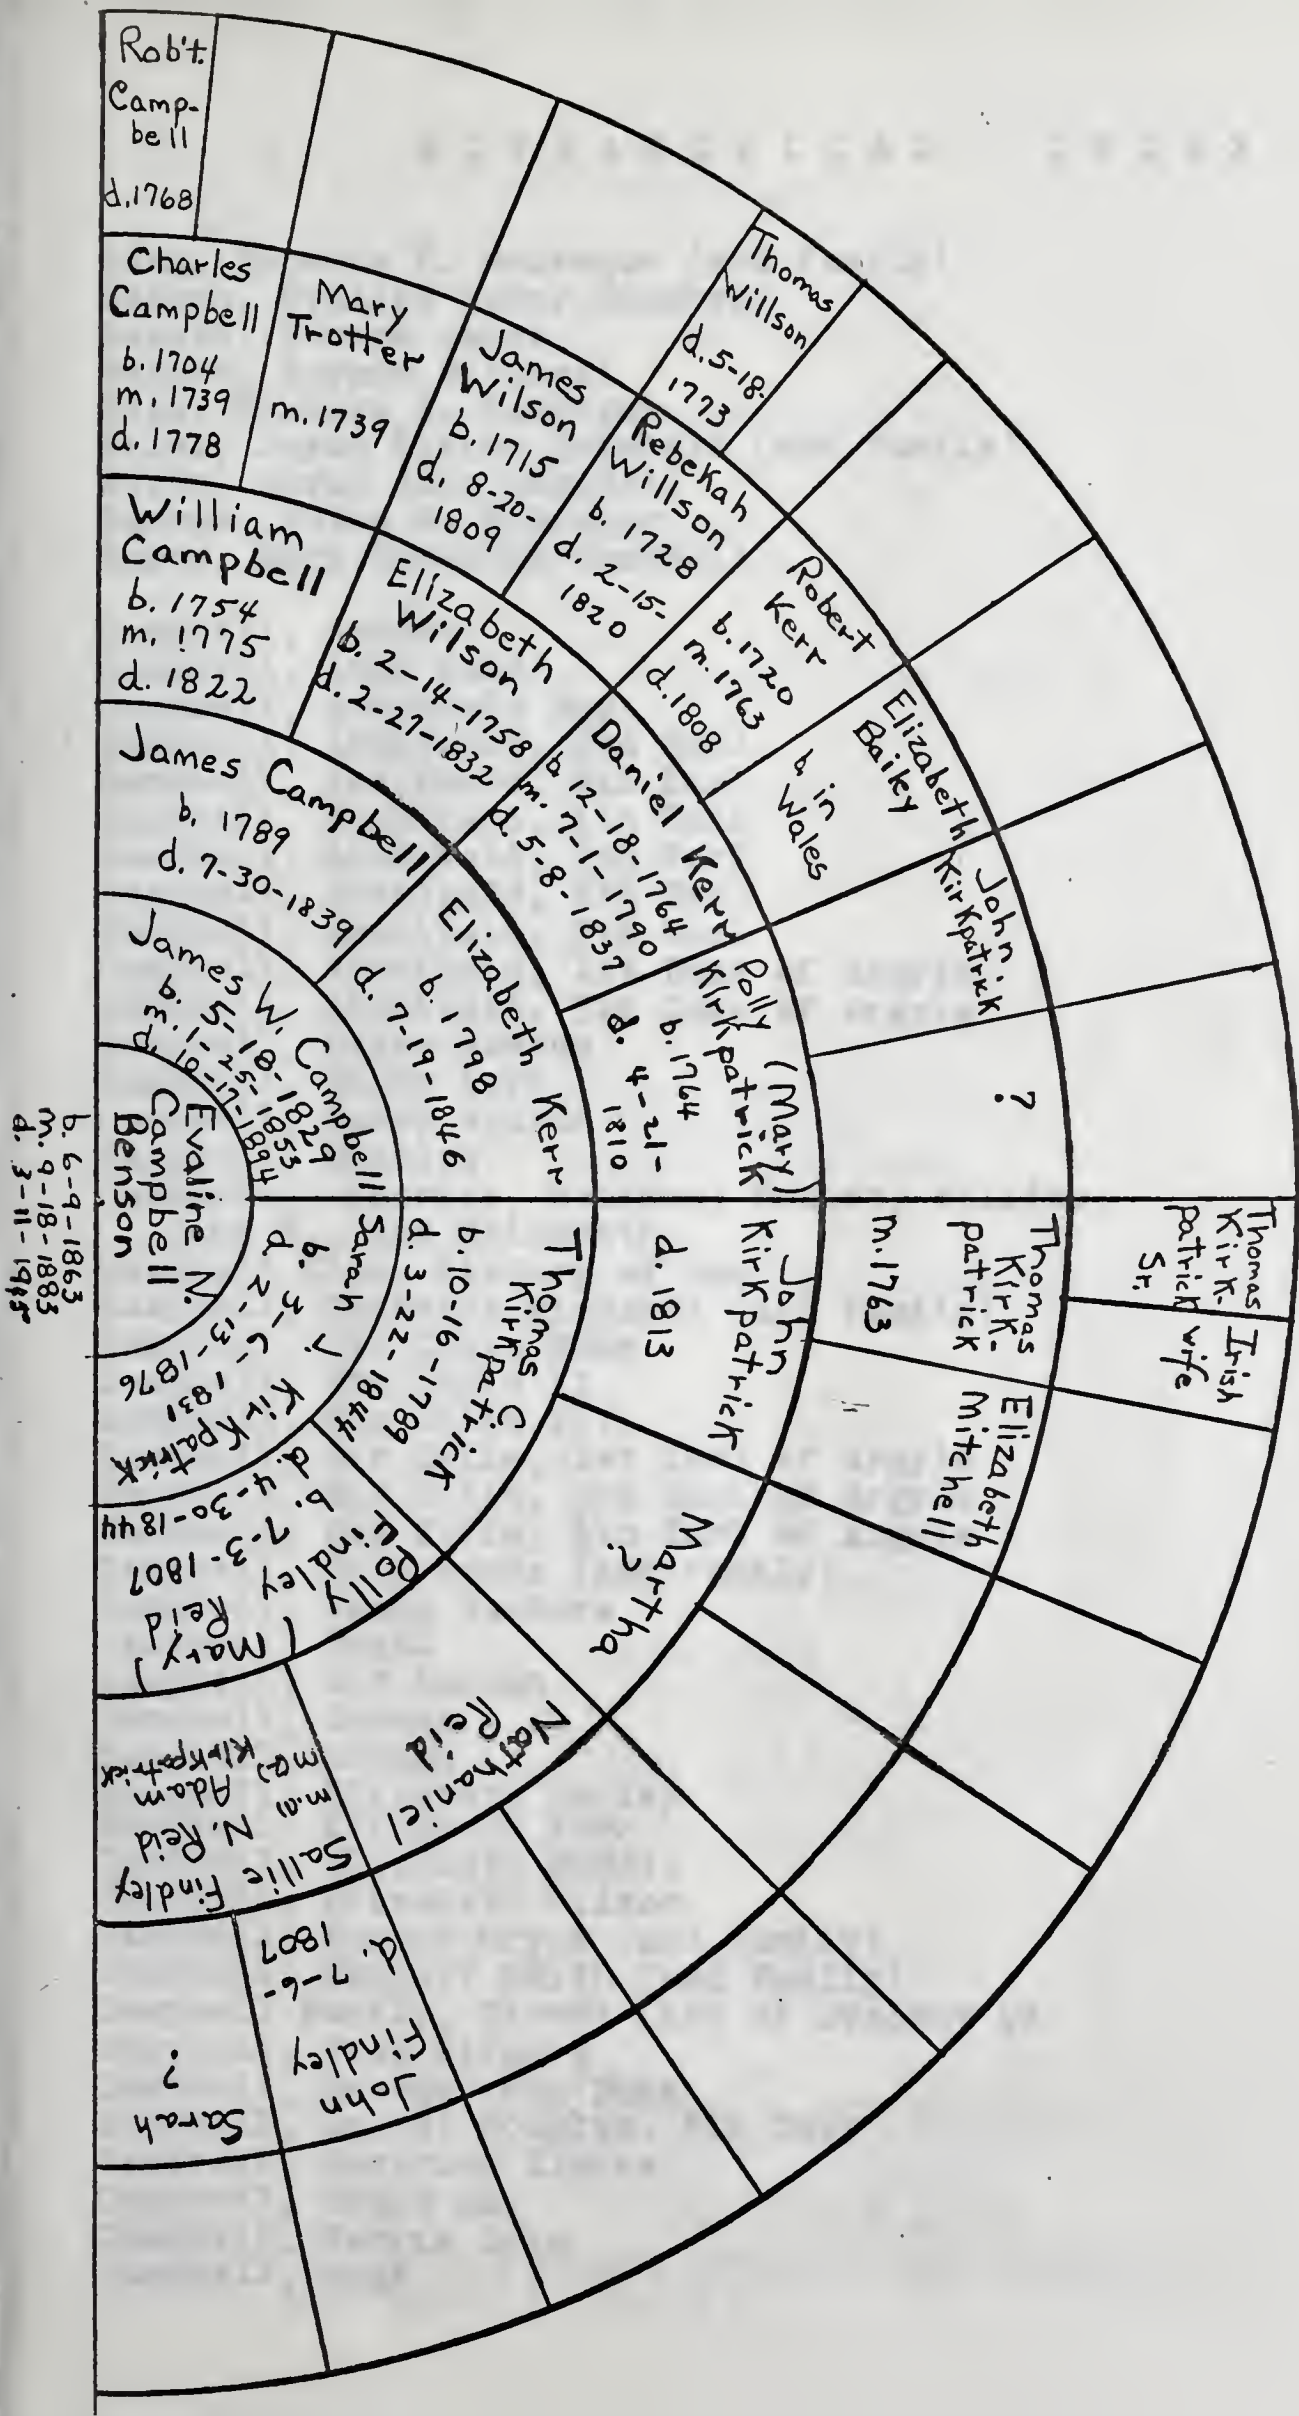 Rob't.
Camp-
bell
d.1768
Charles
Campbell
b. 1704
m. 1739
d. 1778
Mary
Trotter
m. 1739
James
Wilson
b. 1715
d. 8-20-
1809
Thomas
Willson
d. 5-18-
1773
Rebekah
Willson
b. 1728
d. 2-15-
1820
Robert
Kerr
b. 1720
m. 1763
d. 1808
Elizabeth
Baiky
b. in
Wales
John
Kirkpatrick
?
William
Campbell
b. 1754
m. 1775
d. 1822
Elizabeth
Wilson
b. 2-14-1758
d. 2-27-1832
Daniel Kerr
b. 12-18-1764
m. 7-1-1790
d. 5-8-1837
Polly (Mary)
Kirkpatrick
b. 1764
d. 4-21-
1810
James Campbell
b. 1789
d. 7-30-1839
Elizabeth Kerr
b. 1798
d. 7-19-1846
James W. Campbell
b. 5-18-1829
m. 1-25-1853
d. 10-17-1894
Evaline N.
Campbell
Benson
b. 6-9-1863
m. 9-18-1883
d. 3-11-
Sarah J. Kirkpatrick
b. 3-6-1831
d. 2-13-1876
Thomas C.
Kirkpatrick
b. 10-16-1789
d. 3-22-1844
Polly (Mary)
Findley Reid
b. 7-3-1807
d. 4-30-1844
John
Kirkpatrick
d. 1813
Martha
?
Nathaniel
Reid
Sallie Findley
m.(1) N. Reid
m(2) Adam
Kirkpatrick
Thomas
Kirk-
patrick
m. 1763
Elizabeth
Mitchell
John
Findley
d. 7-6-
1807
Sarah
?
Thomas
Kirk-
patrick
Sr.
Irish
wife